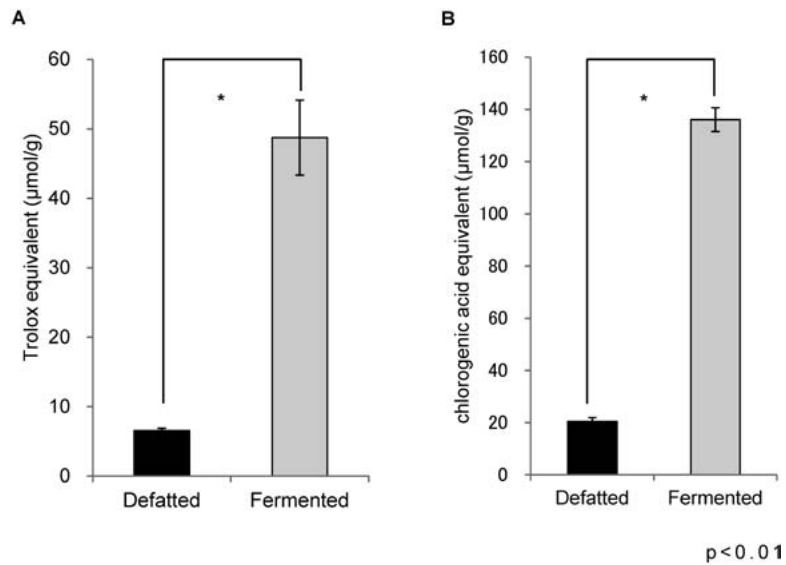 A
Trolox equivalent (μmol/g)
60
50
40
30
20
10
0
*
Defatted
Fermented
B
chlorogenic acid equivalent (μmol/g)
160
140
120
100
80
60
40
20
0
*
Defatted
Fermented
p<0.01